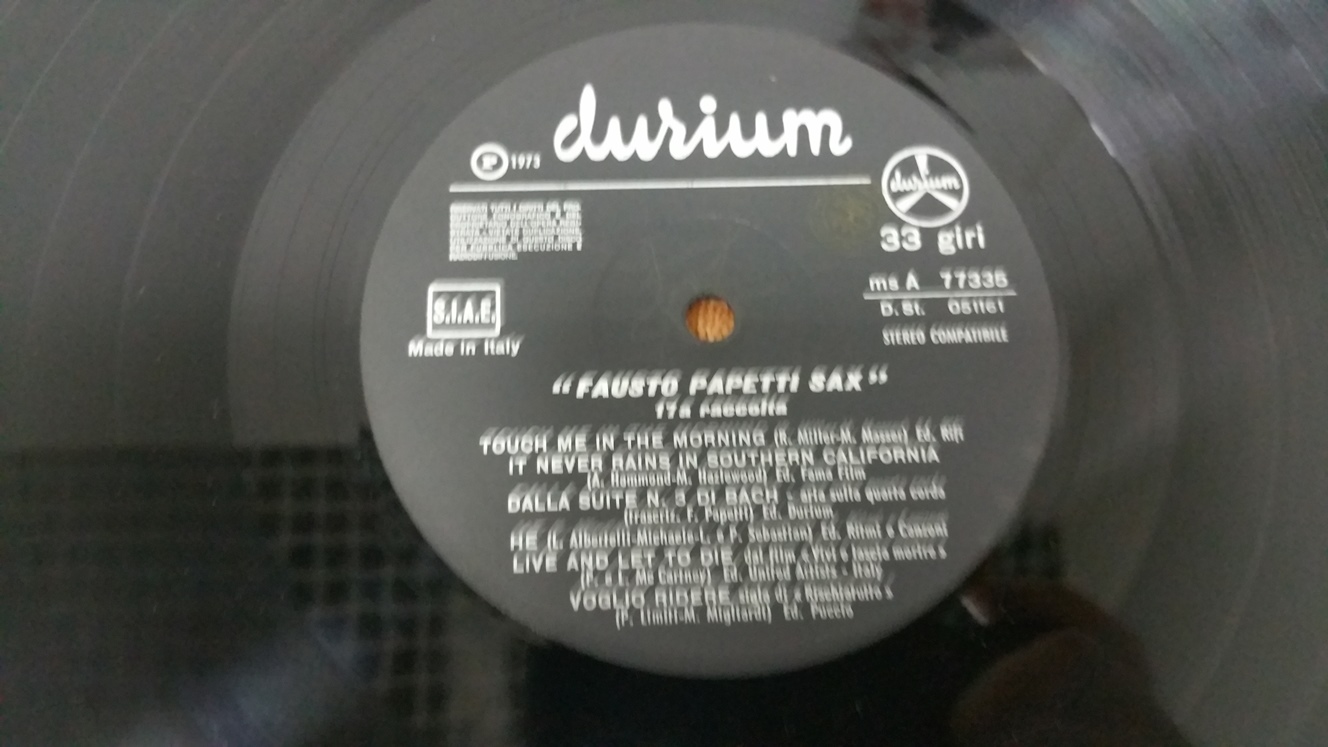 durium
P 1973
durium
33 giri
ms A 77335
D. St. 051161
STEREO COMPATIBILE
S.I.A.E.
Made in Italy
“FAUSTO PAPETTI SAX”
17a raccolta
TOUCH ME IN THE MORNING (R. Miller-M. Masser) Ed. Rifi
IT NEVER RAINS IN SOUTHERN CALIFORNIA
(A. Hammond-M. Hazlewood) Ed. Fama Film
DALLA SUITE N. 3 DI BACH - aria sulla quarta corda
(Trascr. F. Papetti) Ed. Durium
HE (L. Albertelli-Michaele-L. e P. Sebastian) Ed. Ritmi e Canzoni
LIVE AND LET TO DIE dal film « Vivi e lascia morire »
(P. e L. Mc Cartney) Ed. United Artists - Italy
VOGLIO RIDERE sigla di « Rischiatutto »
(P. Limiti-M. Migliardi) Ed. Puccio